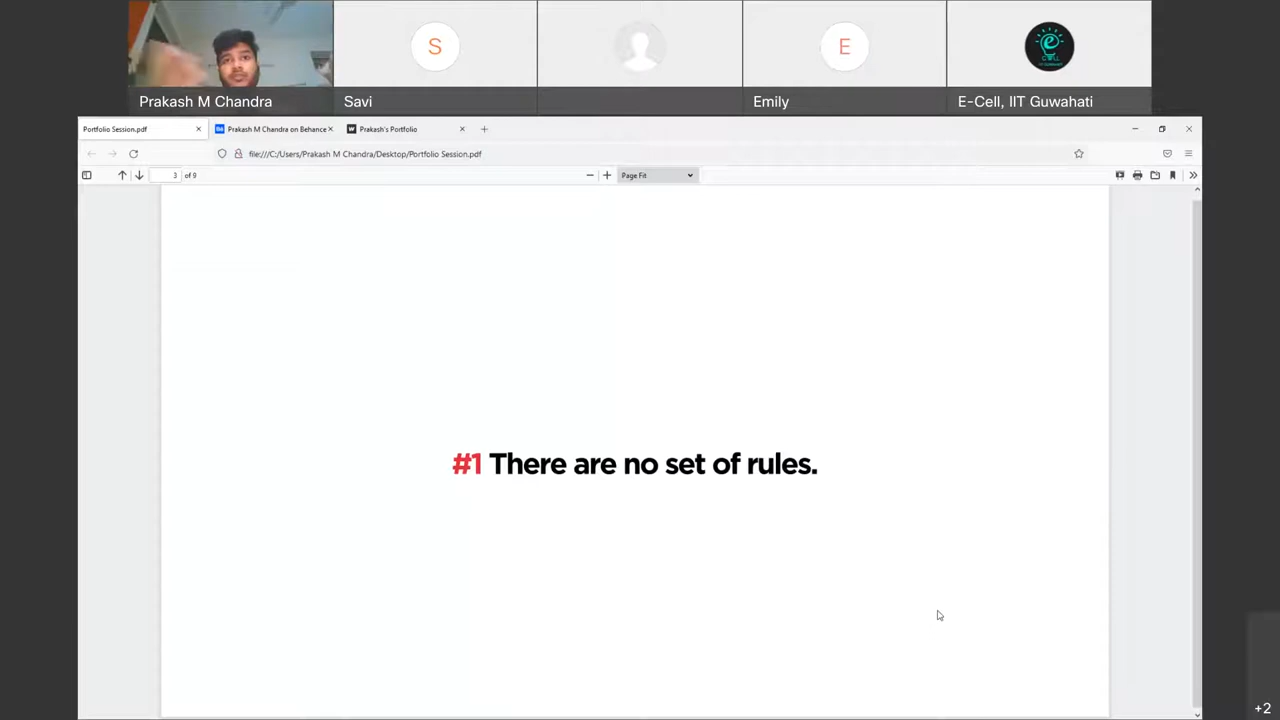 S
E
Prakash M Chandra
Savi
Emily
E-Cell, IIT Guwahati
Portfolio Session.pdf
Bē Prakash M Chandra on Behance
W Prakash's Portfolio
file:///C:/Users/Prakash M Chandra/Desktop/Portfolio Session.pdf
3 of 9
Page Fit
#1 There are no set of rules.
+2